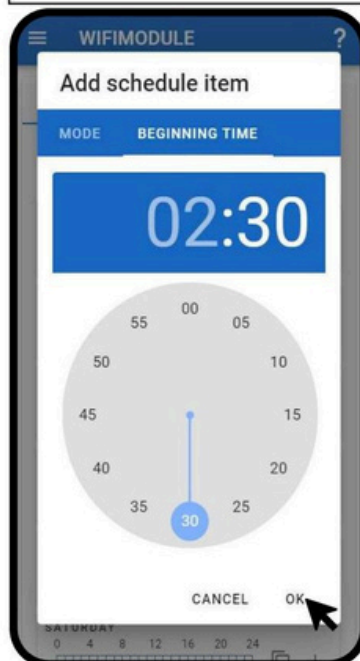 WIFIMODULE ?
Add schedule item
MODE BEGINNING TIME
02:30
00
55 05
50 10
45 15
40 20
35 25
30
CANCEL OK
SATURDAY
0 4 8 12 16 20 24